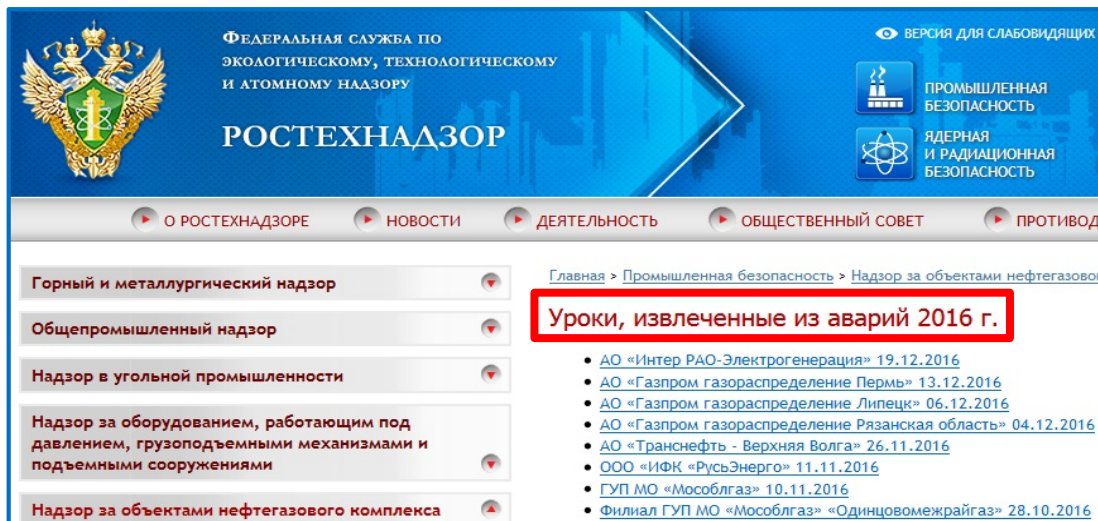 Федеральная служба по
экологическому, технологическому
и атомному надзору
РОСТЕХНАДЗОР
ВЕРСИЯ ДЛЯ СЛАБОВИДЯЩИХ
ПРОМЫШЛЕННАЯ
БЕЗОПАСНОСТЬ
ЯДЕРНАЯ
И РАДИАЦИОННАЯ
БЕЗОПАСНОСТЬ
О РОСТЕХНАДЗОРЕ НОВОСТИ ДЕЯТЕЛЬНОСТЬ ОБЩЕСТВЕННЫЙ СОВЕТ
Горный и металлургический надзор
Общепромышленный надзор
Надзор в угольной промышленности
Надзор за оборудованием, работающим под
давлением, грузоподъемными механизмами и
подъемными сооружениями
Надзор за объектами нефтегазового комплекса
Главная > Промышленная безопасность > Надзор за объектами
Уроки, извлеченные из аварий 2016 г.
АО «Интер РАО-Электрогенерация» 19.12.2016
АО «Газпром газораспределение Пермь» 13.12.2016
АО «Газпром газораспределение Липецк» 06.12.2016
АО «Газпром газораспределение Рязанская область» 04.12.2016
АО «Транснефть - Верхняя Волга» 26.11.2016
ООО «ИФК «РусьЭнерго» 11.11.2016
ГУП МО «Мособлгаз» 10.11.2016
Филиал ГУП МО «Мособлгаз» «Одинцовомежрайгаз» 28.10.2016